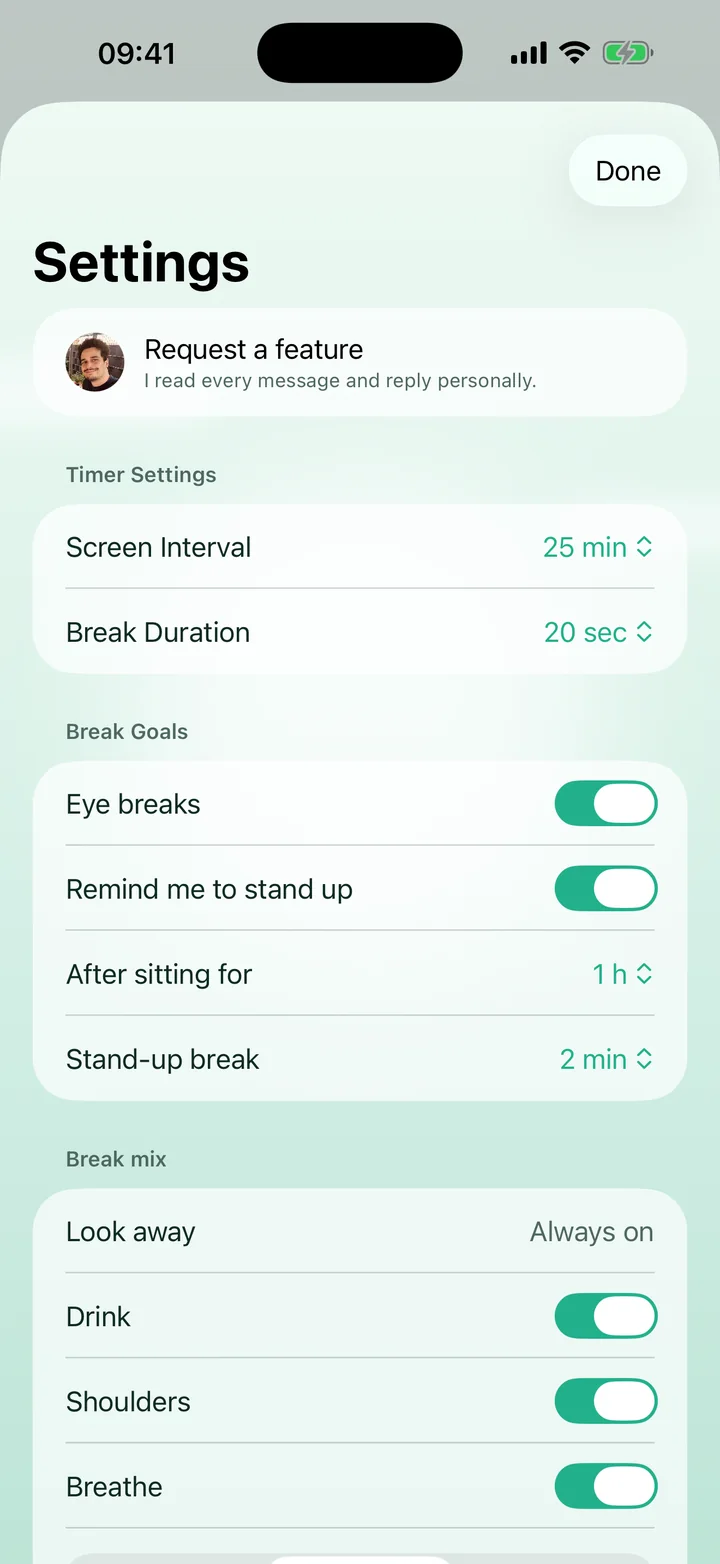 09:41
Done
Settings
Request a feature
I read every message and reply personally.
Timer Settings
Screen Interval 25 min
Break Duration 20 sec
Break Goals
Eye breaks
Remind me to stand up
After sitting for 1 h
Stand-up break 2 min
Break mix
Look away Always on
Drink
Shoulders
Breathe